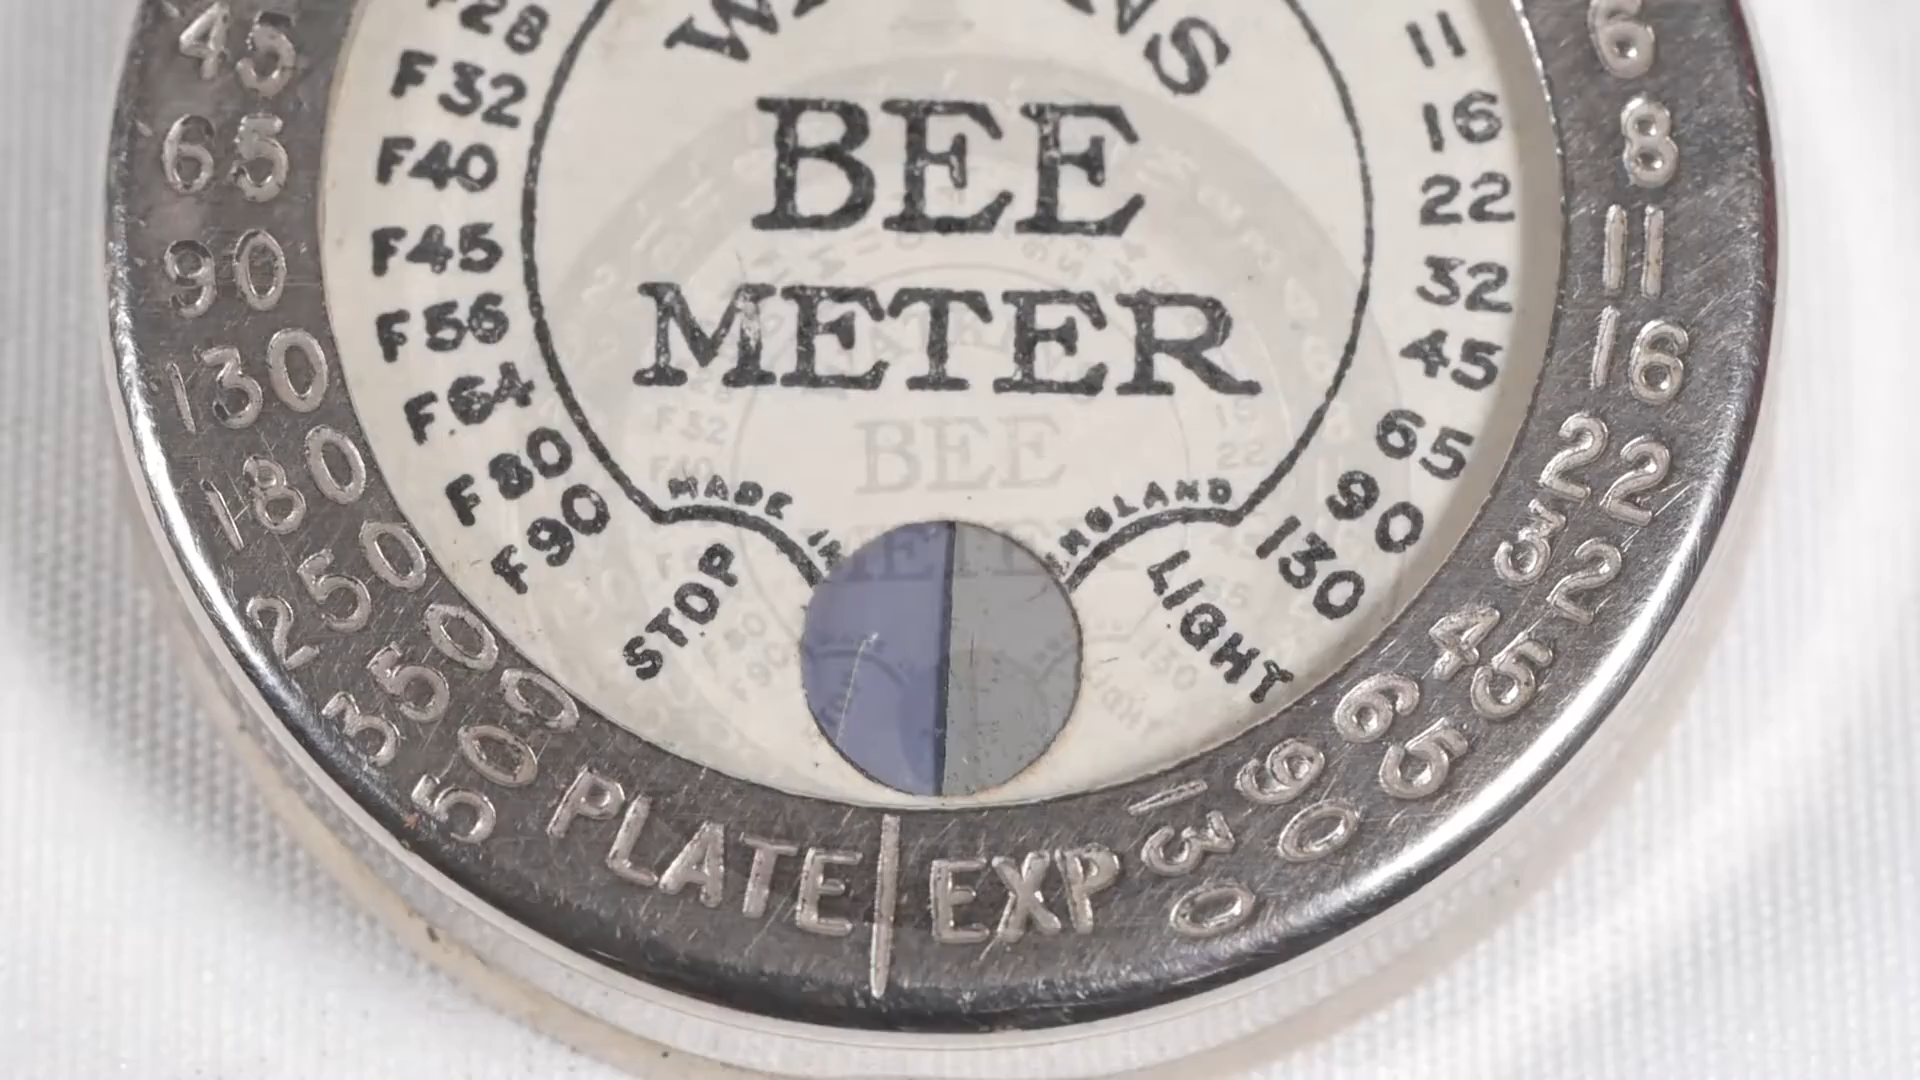 BEE
METER
MADE IN ENGLAND
STOP
LIGHT
F28
F32
F40
F45
F56
F64
F80
F90
11
16
22
32
45
65
90
130
45
65
90
130
180
250
350
500
PLATE
EXP
6
8
11
16
22
32
45
65
90
130